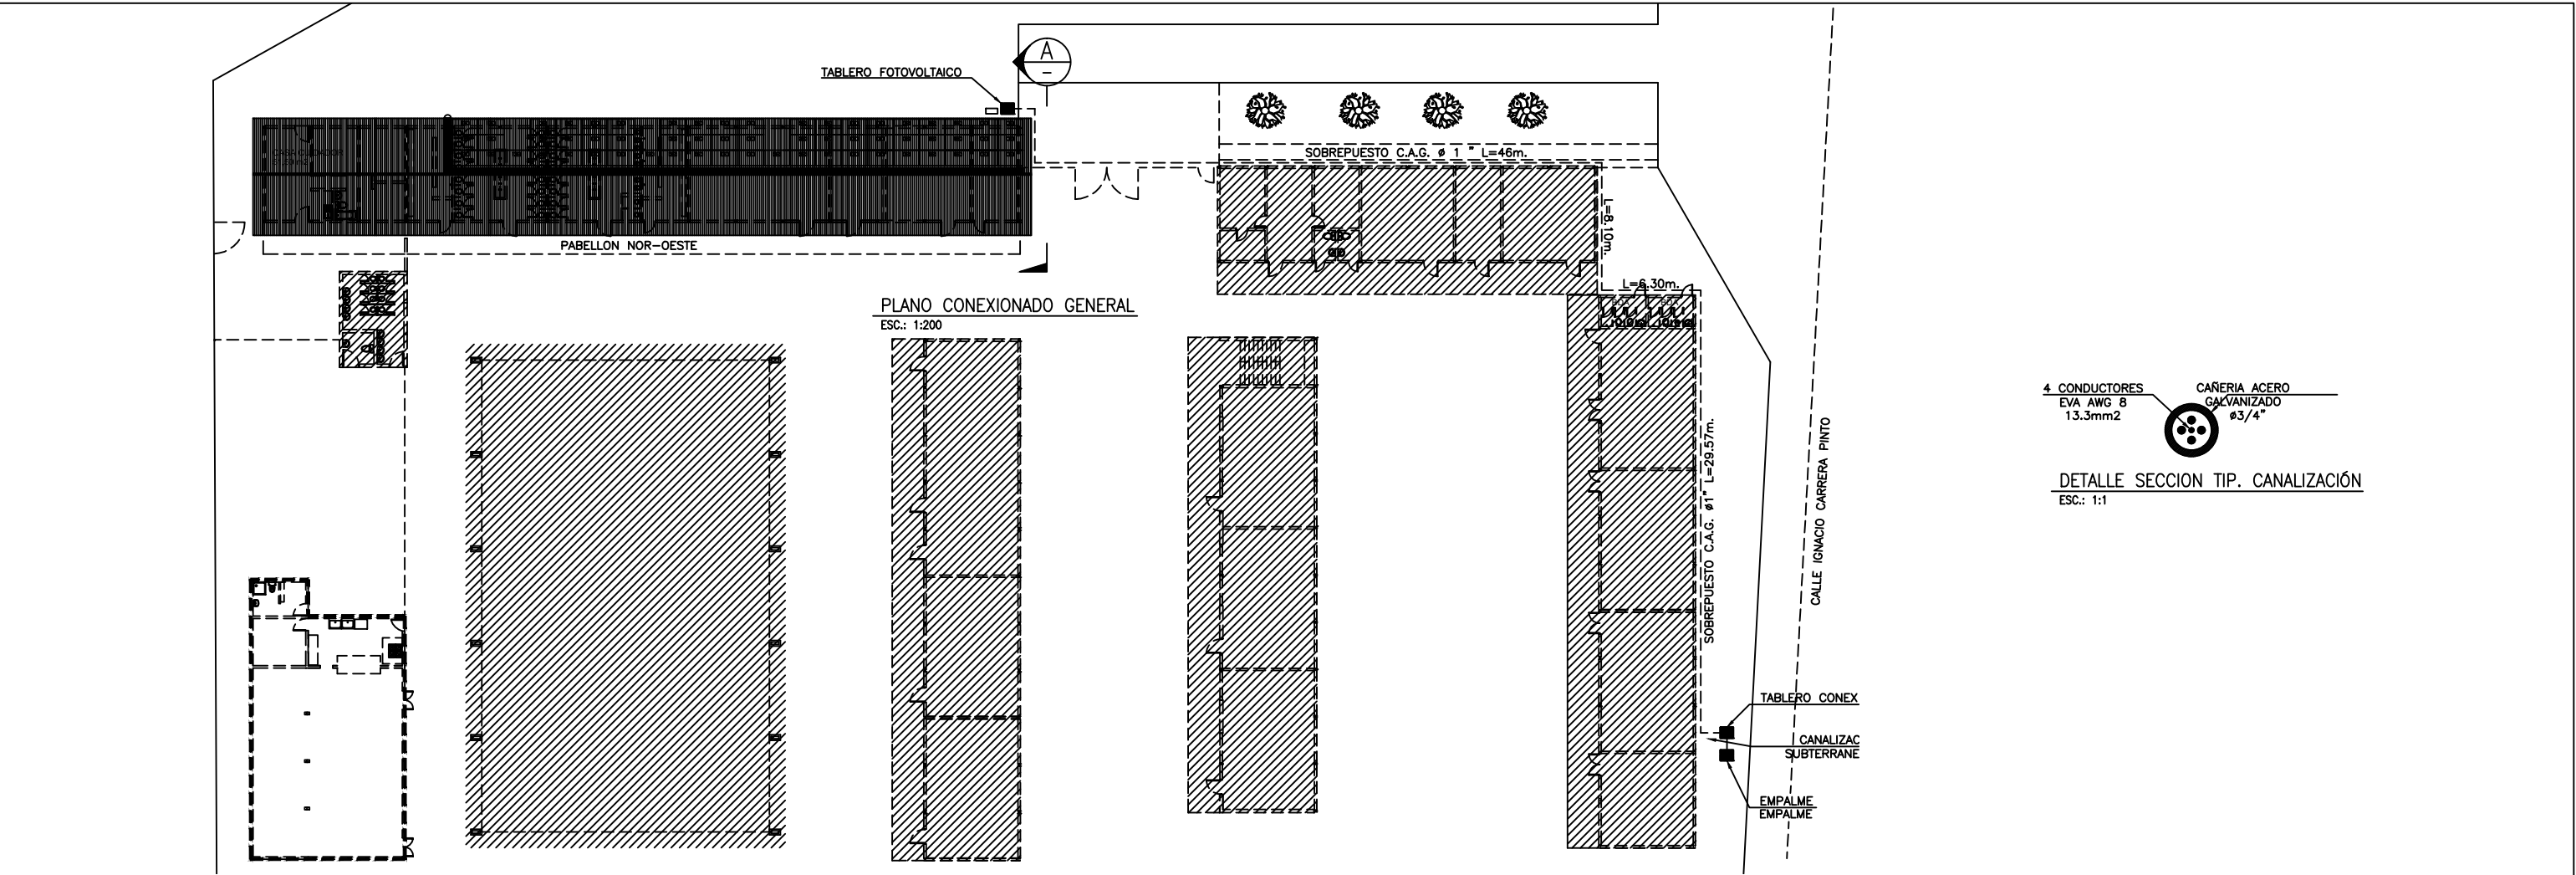 A
-
TABLERO FOTOVOLTAICO
CASA CUIDADOR
SOBREPUESTO C.A.G. ø 1 " L=46m.
L=8.10m.
PABELLON NOR-OESTE
L=6.30m.
PLANO CONEXIONADO GENERAL
ESC.: 1:200
4 CONDUCTORES
EVA AWG 8
13.3mm2
CAÑERIA ACERO
GALVANIZADO
ø3/4"
DETALLE SECCION TIP. CANALIZACIÓN
ESC.: 1:1
SOBREPUESTO C.A.G. ø1" L=29.57m.
CALLE IGNACIO CARRERA PINTO
TABLERO CONEX
CANALIZAC
SUBTERRANE
EMPALME
EMPALME